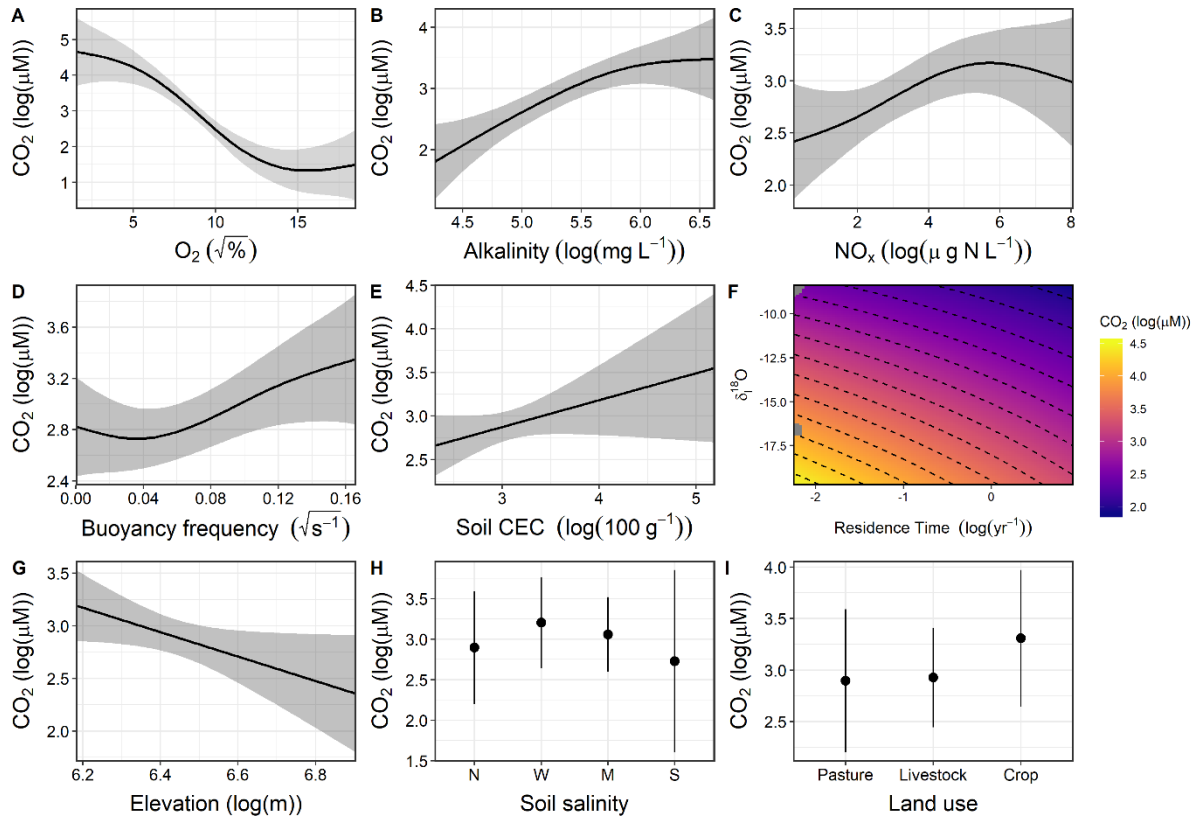 A
CO₂ (log(μM))
5
4
3
2
1
5
10
15
O₂ (√%)
B
CO₂ (log(μM))
4
3
2
4.5
5.0
5.5
6.0
6.5
Alkalinity (log(mg L⁻¹))
C
CO₂ (log(μM))
3.5
3.0
2.5
2.0
2
4
6
8
NOₓ (log(μ g N L⁻¹))
D
CO₂ (log(μM))
3.6
3.2
2.8
2.4
0.00
0.04
0.08
0.12
0.16
Buoyancy frequency (√s⁻¹)
E
CO₂ (log(μM))
4.5
4.0
3.5
3.0
2.5
3
4
5
Soil CEC (log(100 g⁻¹))
F
δᵢ¹⁸O
-10.0
-12.5
-15.0
-17.5
-2
-1
0
Residence Time (log(yr⁻¹))
CO₂ (log(μM))
4.5
4.0
3.5
3.0
2.5
2.0
G
CO₂ (log(μM))
3.5
3.0
2.5
2.0
6.2
6.4
6.6
6.8
Elevation (log(m))
H
CO₂ (log(μM))
3.5
3.0
2.5
2.0
1.5
N
W
M
S
Soil salinity
I
CO₂ (log(μM))
4.0
3.5
3.0
2.5
Pasture
Livestock
Crop
Land use